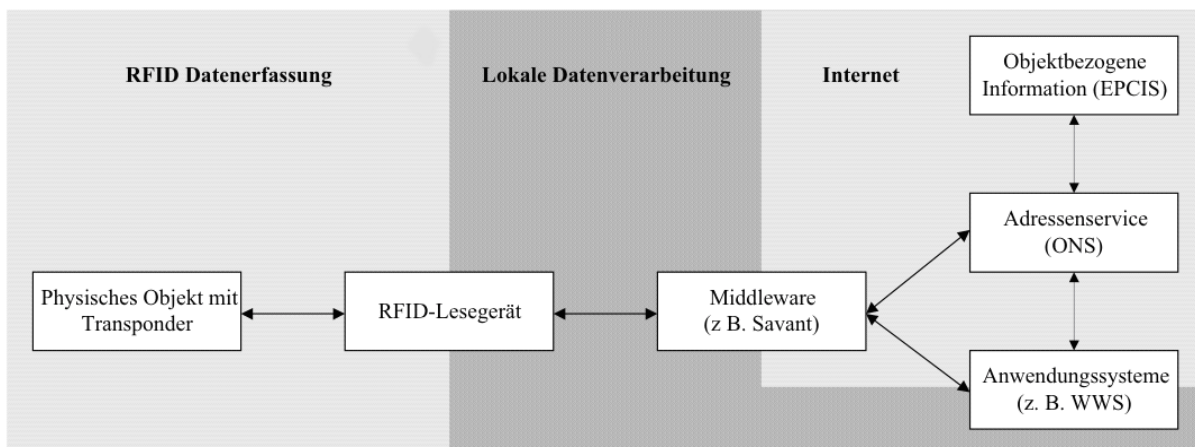 RFID Datenerfassung
Lokale Datenverarbeitung
Internet
Objektbezogene
Information (EPCIS)
Adressenservice
(ONS)
Physisches Objekt mit
Transponder
RFID-Lesegerät
Middleware
(z B. Savant)
Anwendungssysteme
(z. B. WWS)